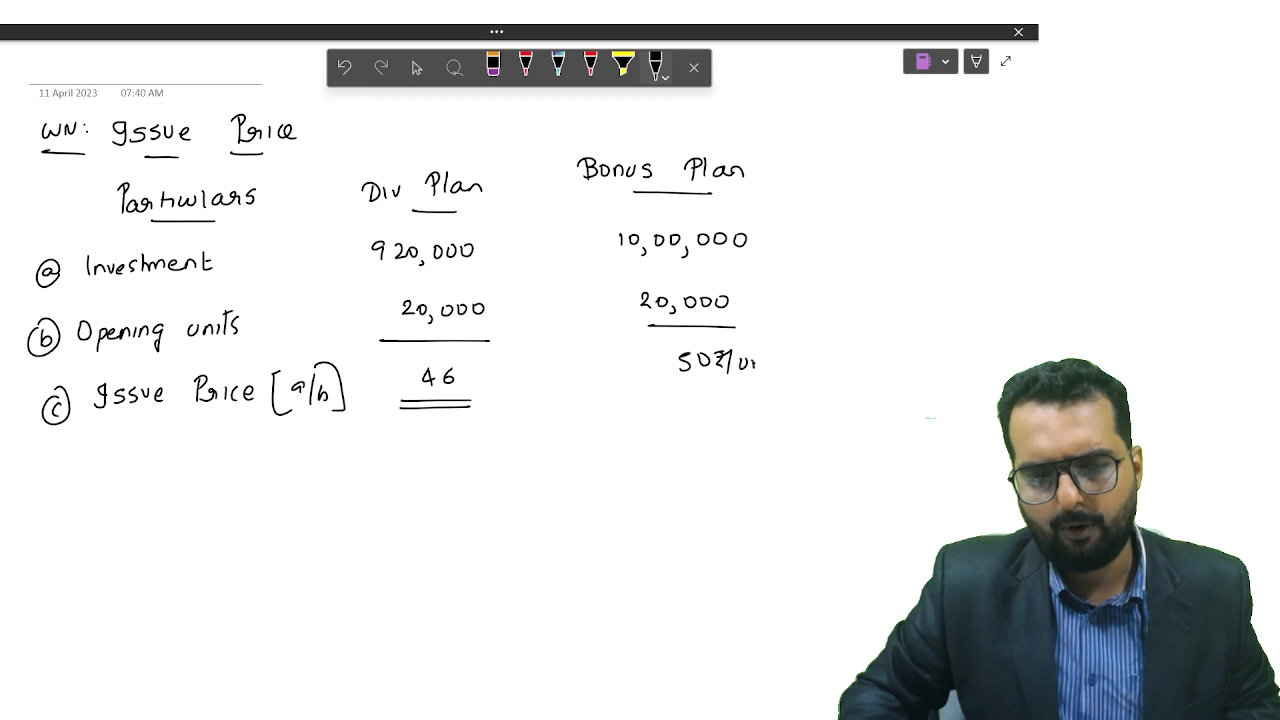 11 April 2023 07:40 AM
WN: Issue Price
Particulars Div Plan Bonus Plan
(a) Investment 920,000 10,00,000
(b) Opening units 20,000 20,000
(c) Issue Price [a/b] 46 50₹/un